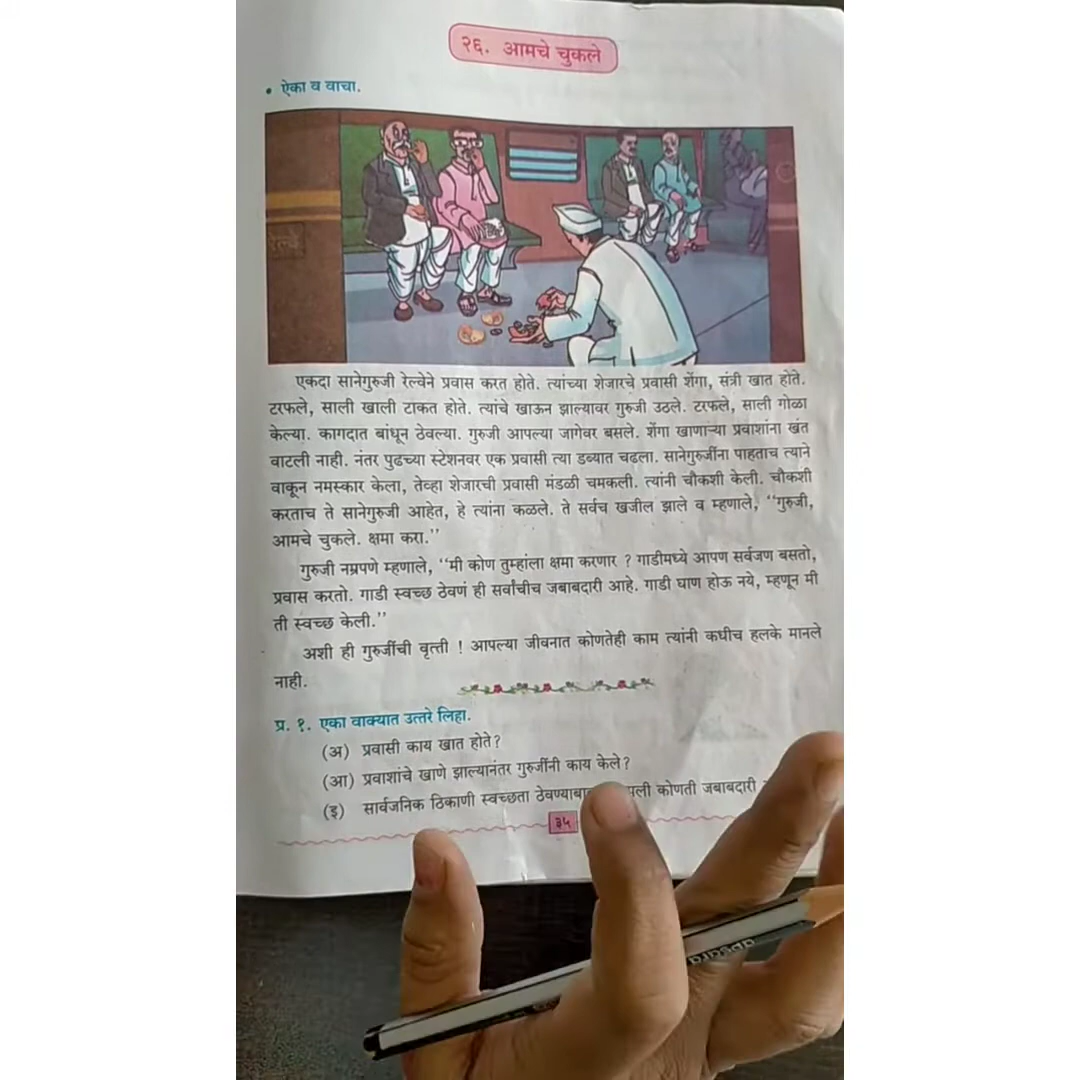 २६. आमचे चुकले
• ऐका व वाचा.
रेल्वे
एकदा सानेगुरुजी रेल्वेने प्रवास करत होते. त्यांच्या शेजारचे प्रवासी शेंगा, संत्री खात होते.
टरफले, साली खाली टाकत होते. त्यांचे खाऊन झाल्यावर गुरुजी उठले. टरफले, साली गोळा
केल्या. कागदात बांधून ठेवल्या. गुरुजी आपल्या जागेवर बसले. शेंगा खाणाऱ्या प्रवाशांना खंत
वाटली नाही. नंतर पुढच्या स्टेशनवर एक प्रवासी त्या डब्यात चढला. सानेगुरुजींना पाहताच त्याने
वाकून नमस्कार केला, तेव्हा शेजारची प्रवासी मंडळी चमकली. त्यांनी चौकशी केली. चौकशी
करताच ते सानेगुरुजी आहेत, हे त्यांना कळले. ते सर्वच खजील झाले व म्हणाले, ‘‘गुरुजी,
आमचे चुकले. क्षमा करा.’’
गुरुजी नम्रपणे म्हणाले, ‘‘मी कोण तुम्हांला क्षमा करणार ? गाडीमध्ये आपण सर्वजण बसतो,
प्रवास करतो. गाडी स्वच्छ ठेवणं ही सर्वांचीच जबाबदारी आहे. गाडी घाण होऊ नये, म्हणून मी
ती स्वच्छ केली.’’
अशी ही गुरुजींची वृत्ती ! आपल्या जीवनात कोणतेही काम त्यांनी कधीच हलके मानले
नाही.
प्र. १. एका वाक्यात उत्तरे लिहा.
(अ) प्रवासी काय खात होते?
(आ) प्रवाशांचे खाणे झाल्यानंतर गुरुजींनी काय केले?
(इ) सार्वजनिक ठिकाणी स्वच्छता कोणती जबाबदारी
३५
apsara